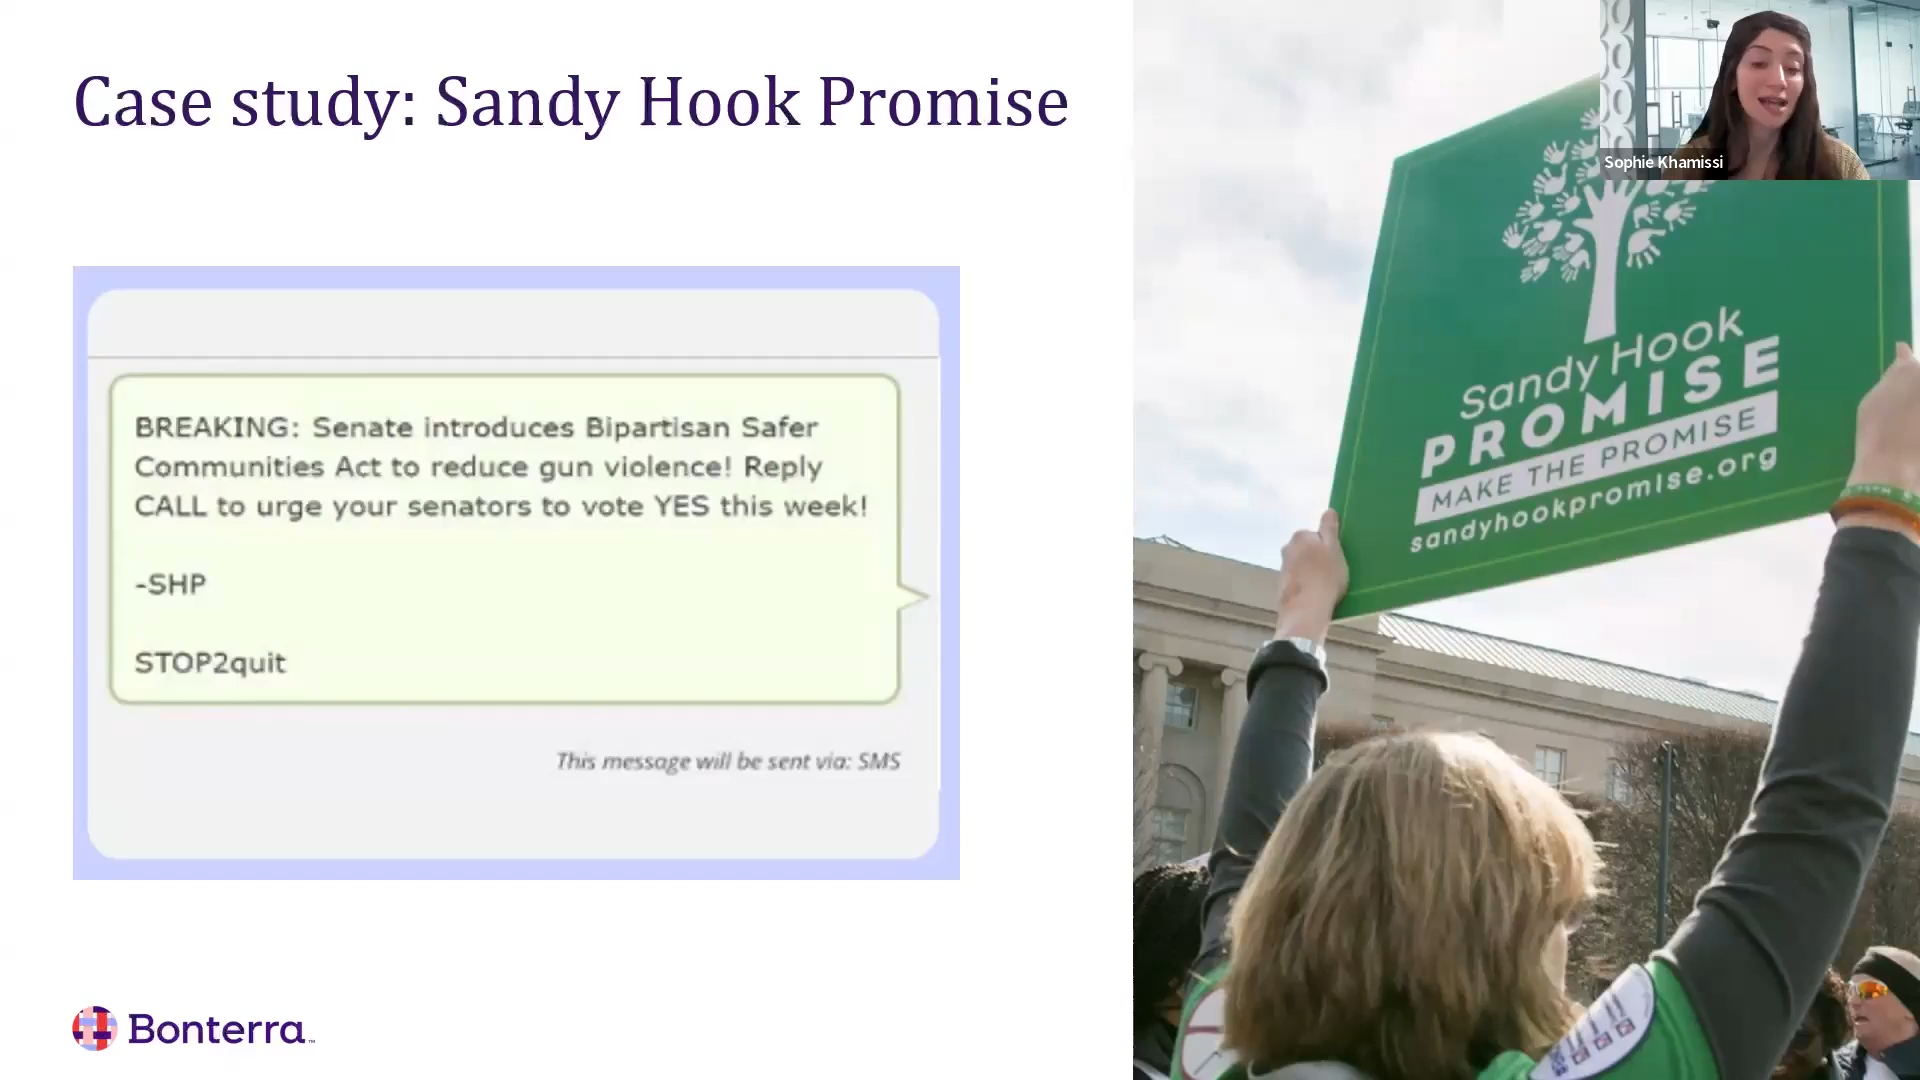 Case study: Sandy Hook Promise
BREAKING: Senate introduces Bipartisan Safer
Communities Act to reduce gun violence! Reply
CALL to urge your senators to vote YES this week!
-SHP
STOP2quit
This message will be sent via: SMS
Bonterra™
Sophie Khamissi
Sandy Hook
PROMISE
MAKE THE PROMISE
sandyhookpromise.org